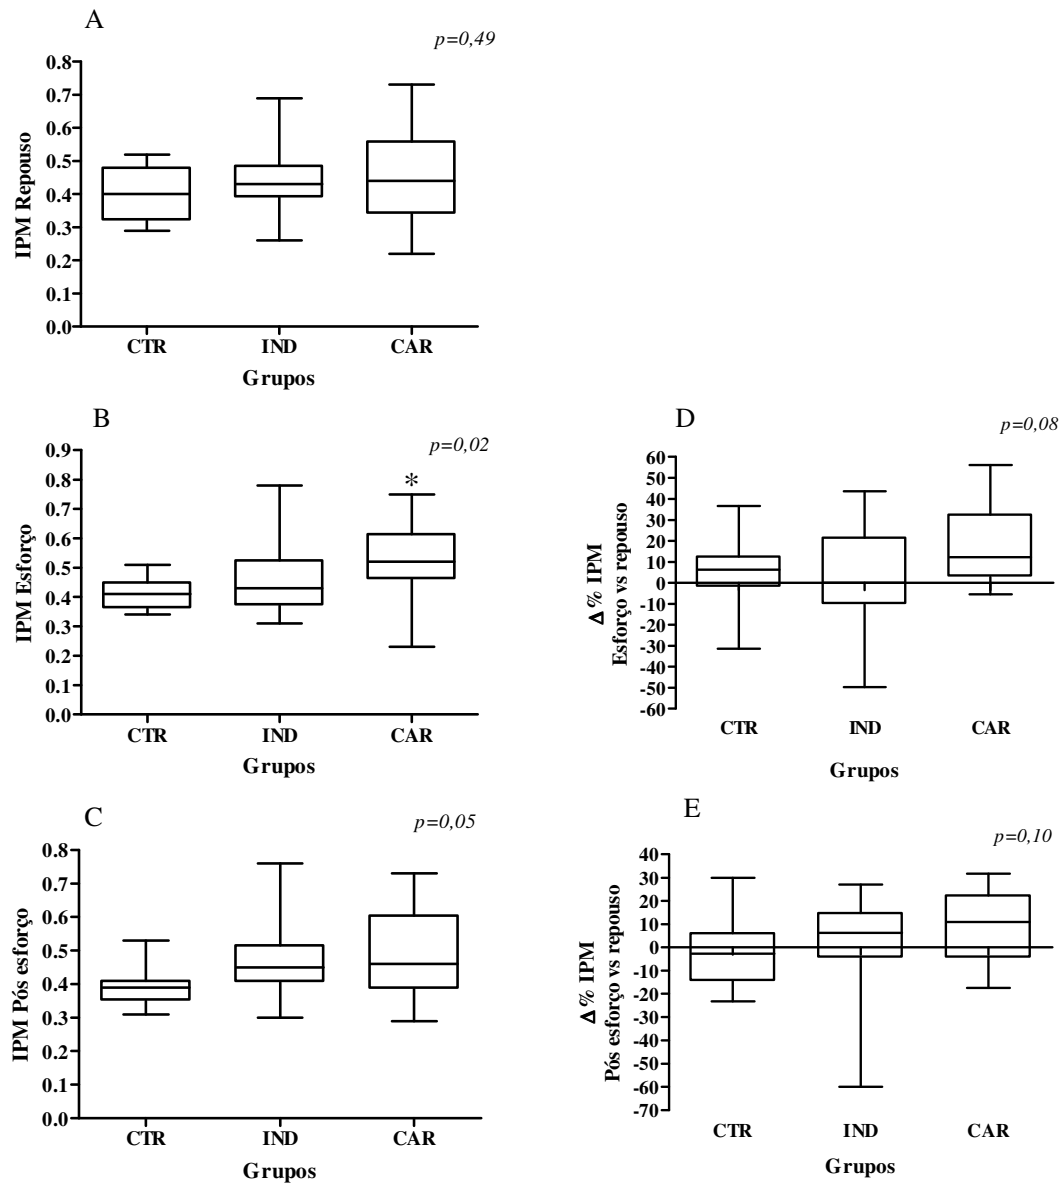 A
p=0,49
IPM Repouso
0.8
0.7
0.6
0.5
0.4
0.3
0.2
0.1
0.0
CTR IND CAR
Grupos
B
p=0,02
IPM Esforço
0.9
0.8
0.7
0.6
0.5
0.4
0.3
0.2
0.1
0.0
*
CTR IND CAR
Grupos
D
p=0,08
Δ% IPM
Esforço vs repouso
60
50
40
30
20
10
0
-10
-20
-30
-40
-50
-60
CTR IND CAR
Grupos
C
p=0,05
IPM Pós esforço
0.8
0.7
0.6
0.5
0.4
0.3
0.2
0.1
0.0
CTR IND CAR
Grupos
E
p=0,10
Δ% IPM
Pós esforço vs repouso
40
30
20
10
0
-10
-20
-30
-40
-50
-60
-70
CTR IND CAR
Grupos